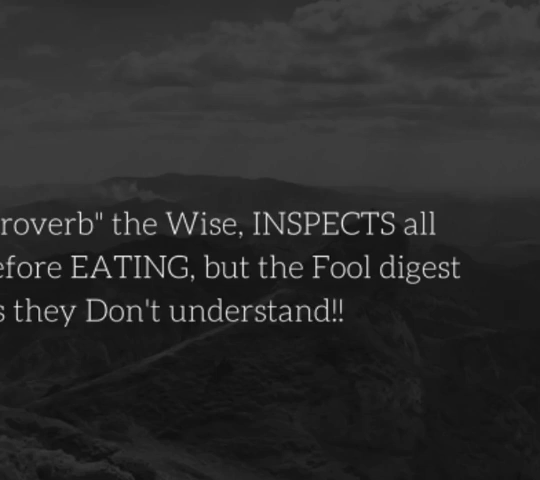 roverb" the Wise, INSPECTS all
efore EATING, but the Fool digest
s they Don't understand!!